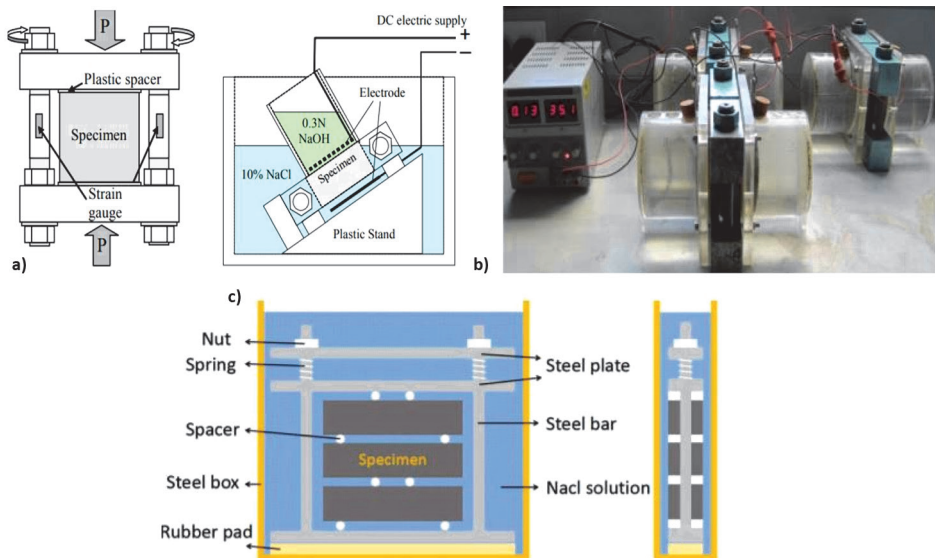 P
Plastic spacer
Specimen
Strain
gauge
P
a)
DC electric supply
+
−
Electrode
0.3N
NaOH
Specimen
10% NaCl
Plastic Stand
b)
0.13 35.1
c)
Nut
Spring
Steel plate
Spacer
Steel bar
Specimen
Steel box
Nacl solution
Rubber pad